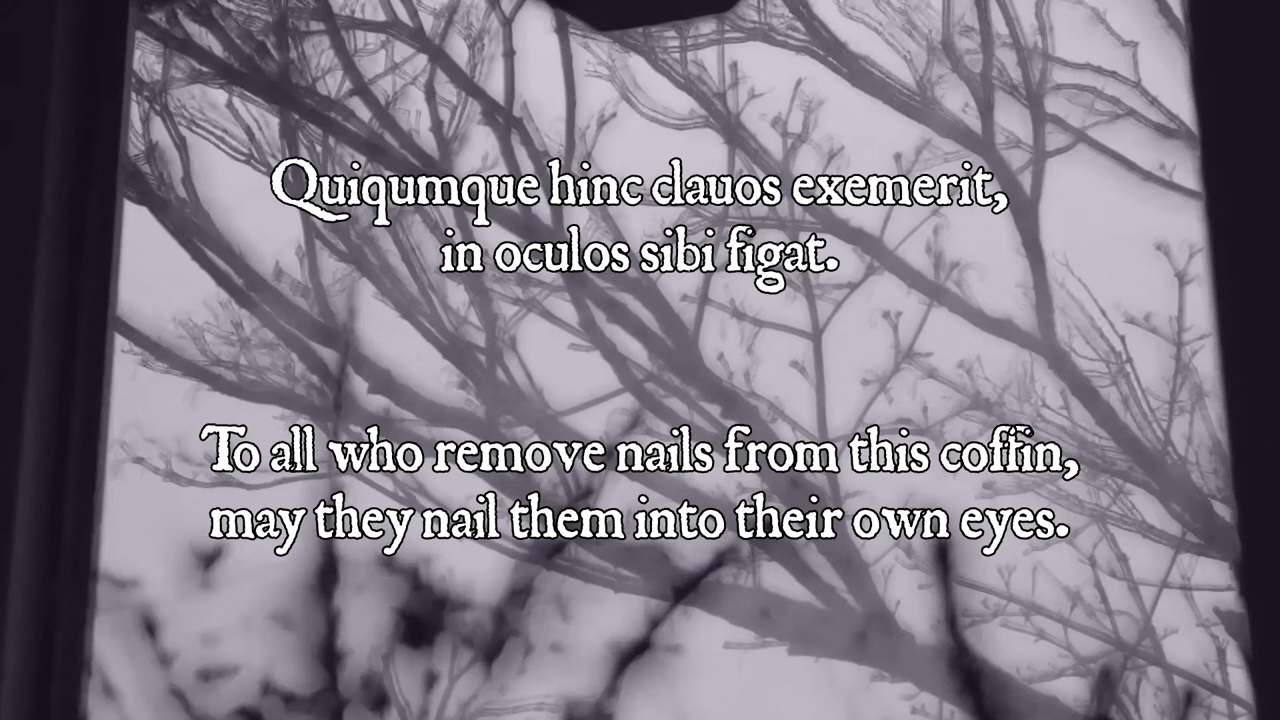 Quiqumque hinc clauos exemerit,
in oculos sibi figat.
To all who remove nails from this coffin,
may they nail them into their own eyes.